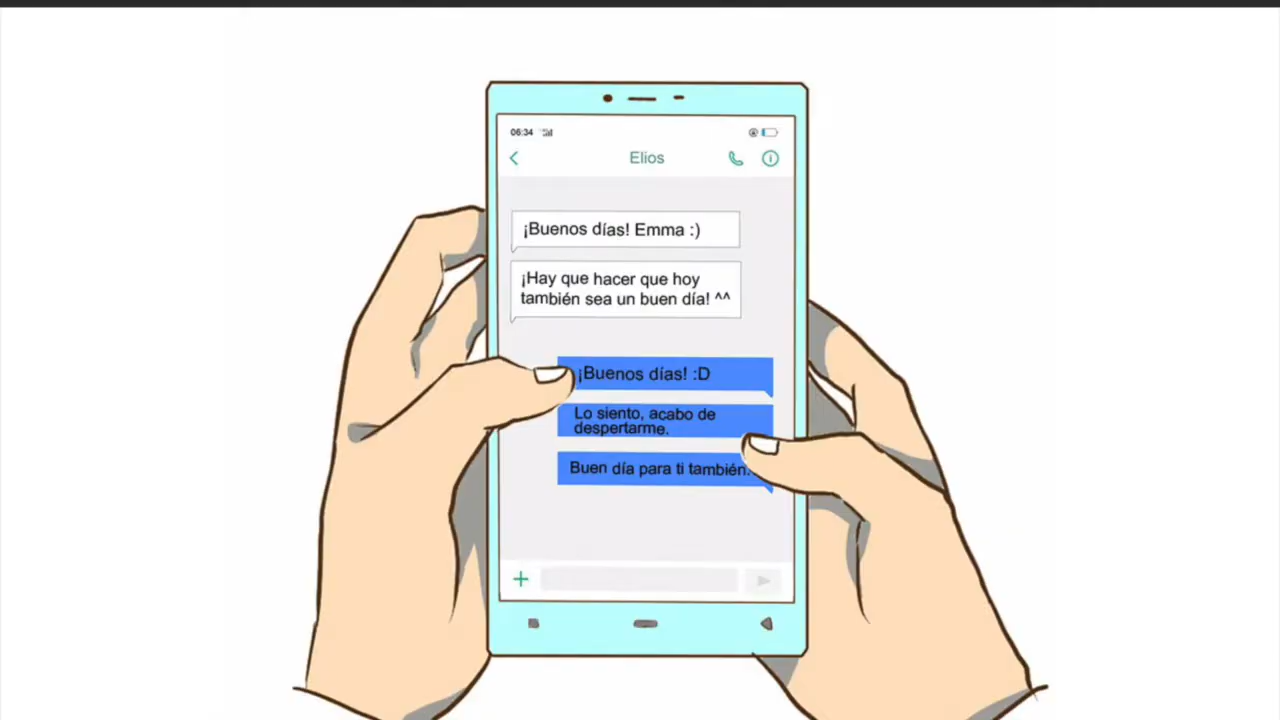 06:34
Elios
¡Buenos días! Emma :)
¡Hay que hacer que hoy
también sea un buen día! ^^
¡Buenos días! :D
Lo siento, acabo de
despertarme.
Buen día para ti también.